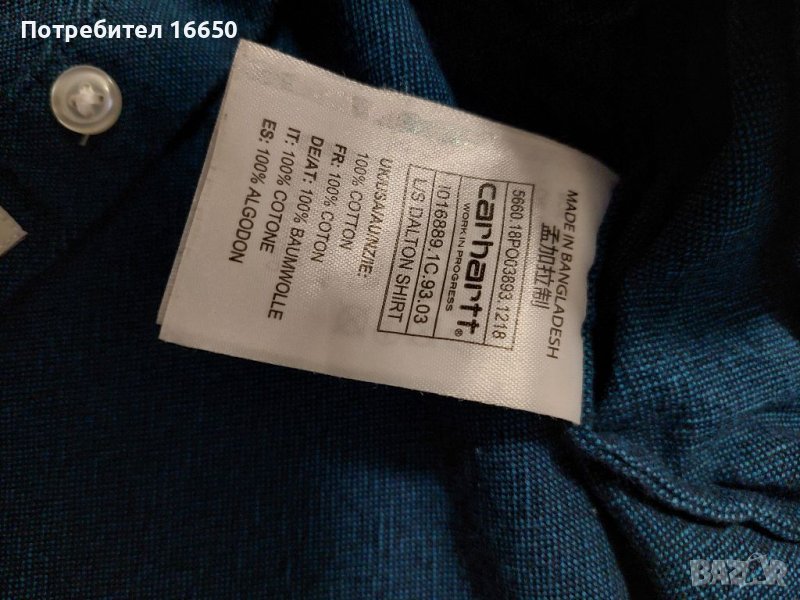 Потребител 16650
MADE IN BANGLADESH
孟加拉制
5660.18PO03893.1218
carhartt®
WORK IN PROGRESS
I016889.1C-93.03
L/S DALTON SHIRT
UK/USMAU/NZ/IE:
100% COTTON
FR: 100% COTON
DE/AT: 100% BAUMWOLLE
IT: 100% COTONE
ES: 100% ALGODON
BAZAR